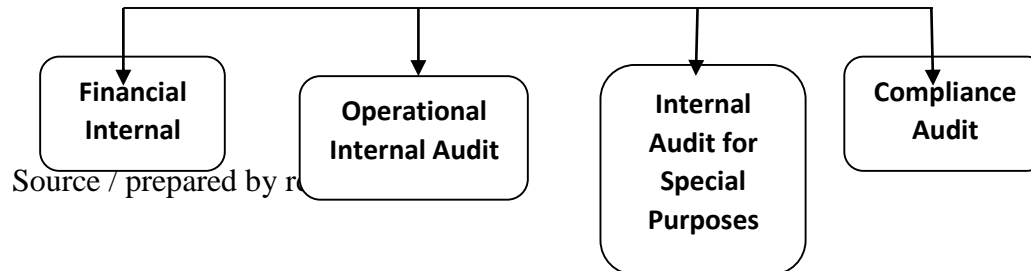 Financial
Internal
Operational
Internal Audit
Internal
Audit for
Special
Purposes
Compliance
Audit
Source / prepared by